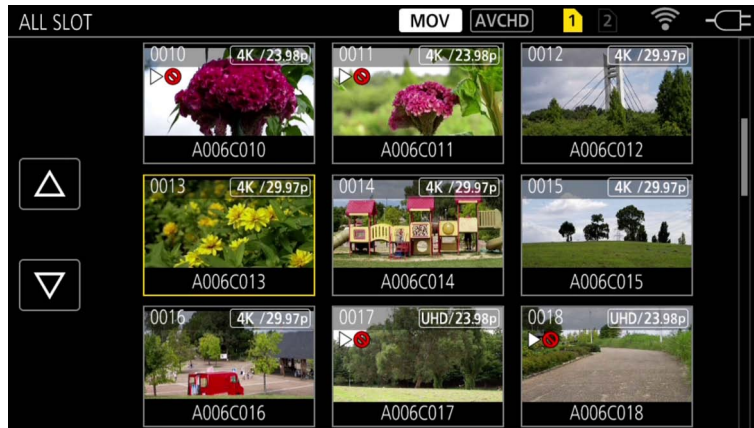 ALL SLOT MOV AVCHD 1 2
0010 4K /23.98p 0011 4K /23.98p 0012 4K /29.97p
A006C010 A006C011 A006C012
0013 4K /29.97p 0014 4K /29.97p 0015 4K /29.97p
A006C013 A006C014 A006C015
0016 4K /29.97p 0017 UHD/23.98p 0018 UHD/23.98p
A006C016 A006C017 A006C018